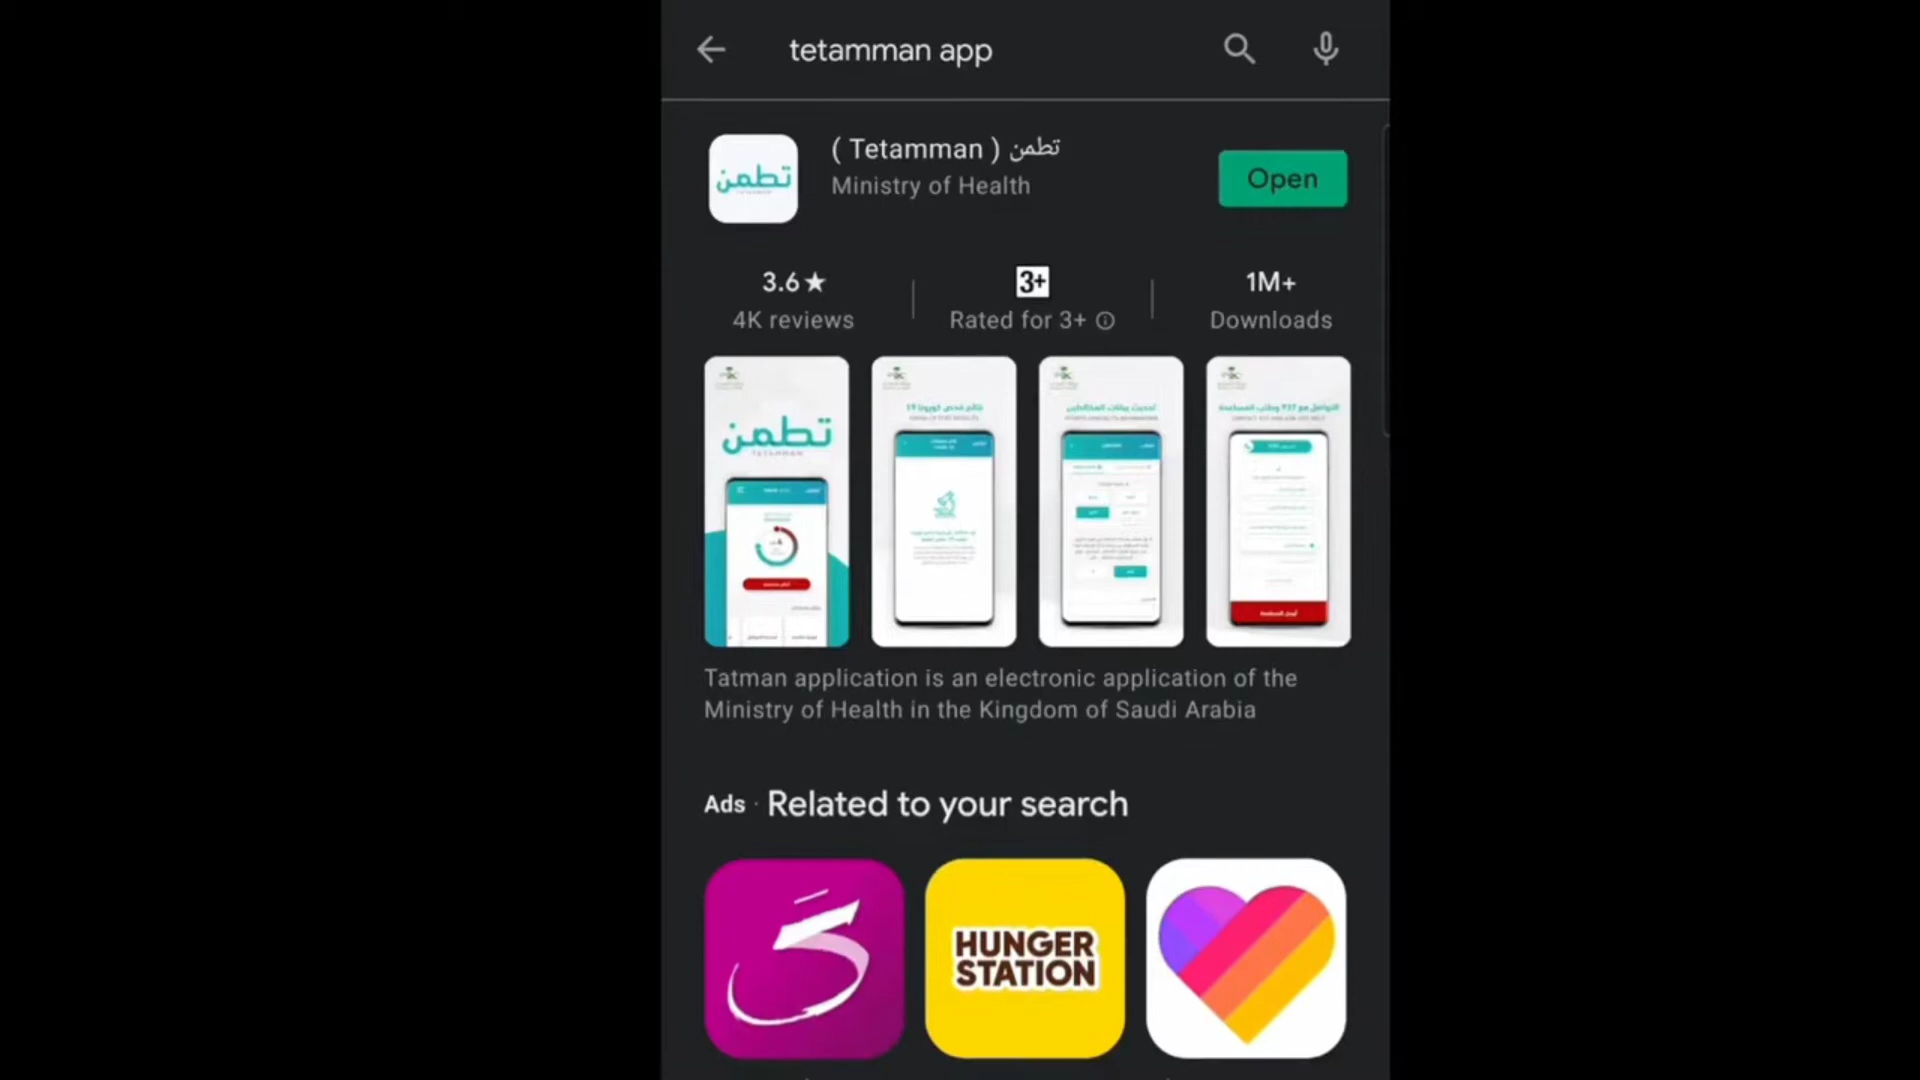 tetamman app
( Tetamman ) تطمن
Ministry of Health
Open
تطمن
3.6★
4K reviews
3+
Rated for 3+
1M+
Downloads
تطمن
TETAMMAN
Tatman application is an electronic application of the
Ministry of Health in the Kingdom of Saudi Arabia
Ads · Related to your search
HUNGER
STATION